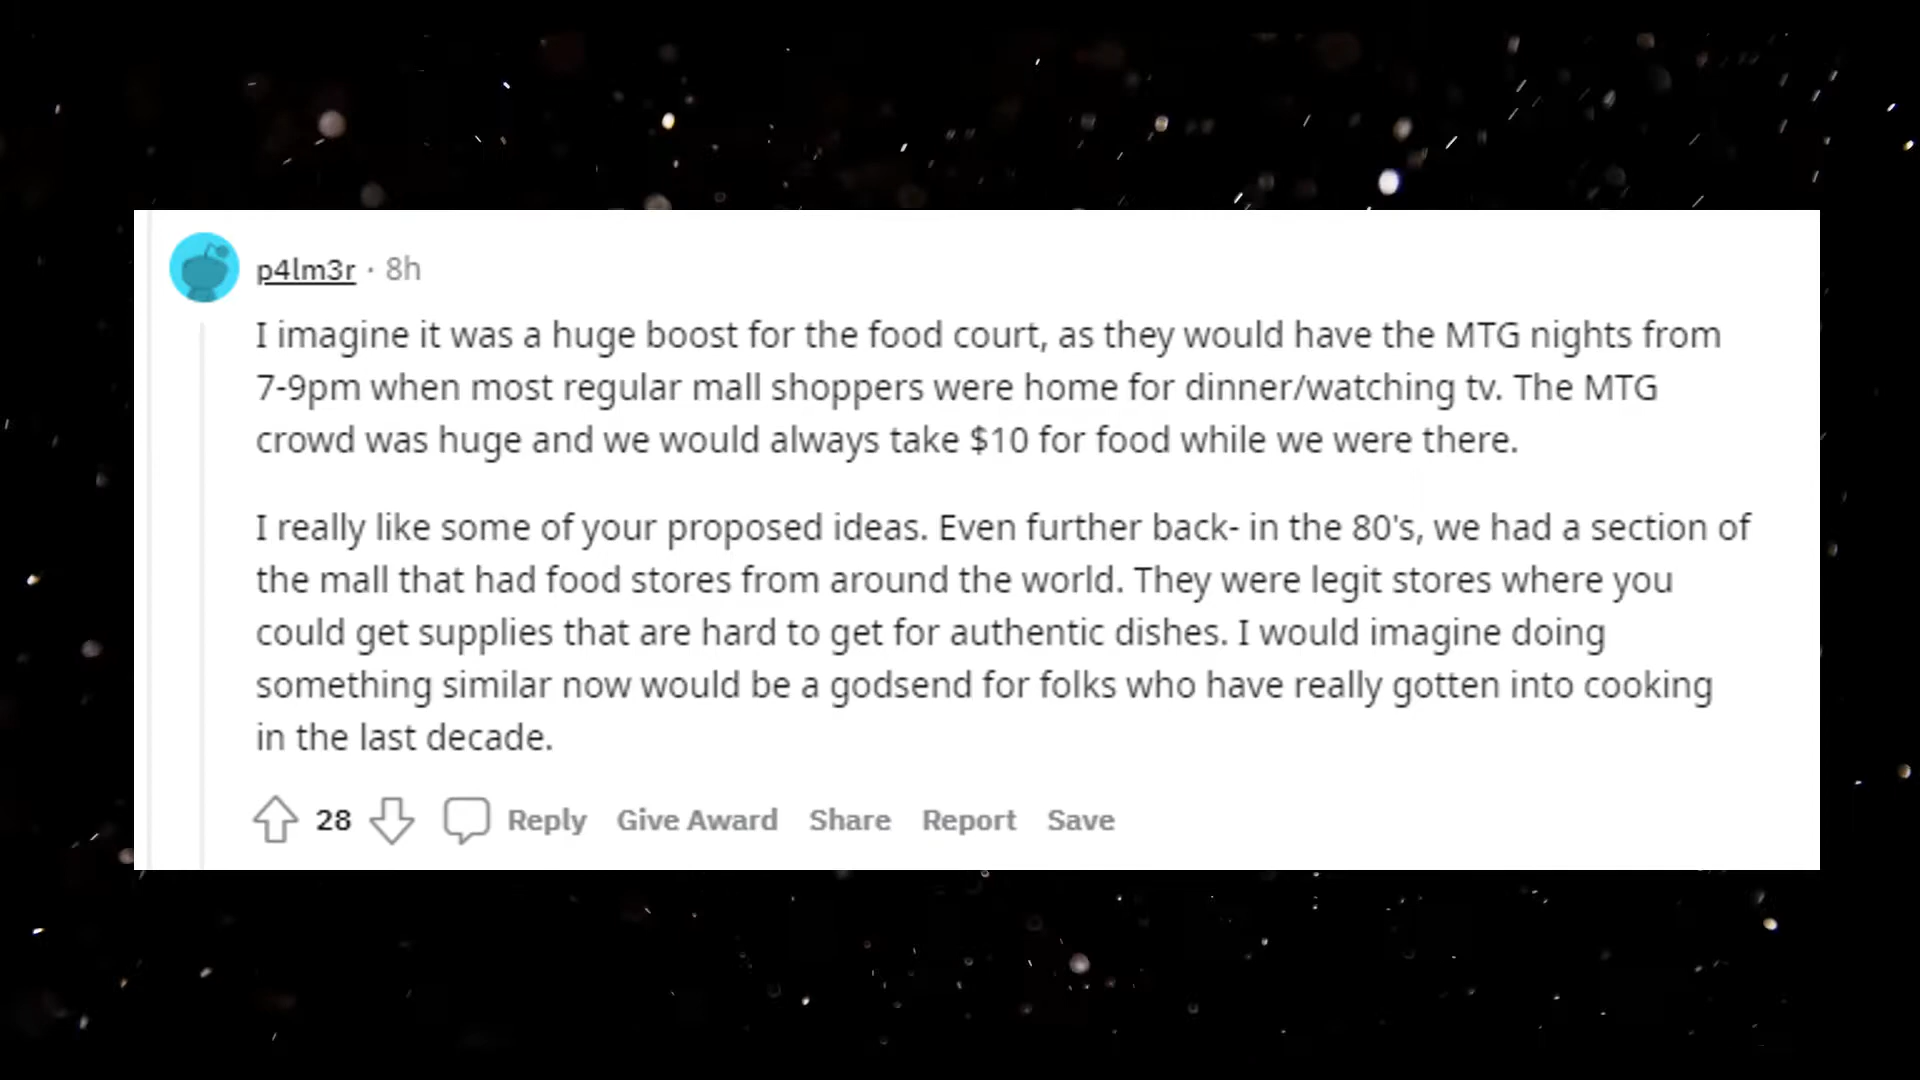 p4lm3r · 8h
I imagine it was a huge boost for the food court, as they would have the MTG nights from
7-9pm when most regular mall shoppers were home for dinner/watching tv. The MTG
crowd was huge and we would always take $10 for food while we were there.
I really like some of your proposed ideas. Even further back- in the 80's, we had a section of
the mall that had food stores from around the world. They were legit stores where you
could get supplies that are hard to get for authentic dishes. I would imagine doing
something similar now would be a godsend for folks who have really gotten into cooking
in the last decade.
28 Reply Give Award Share Report Save